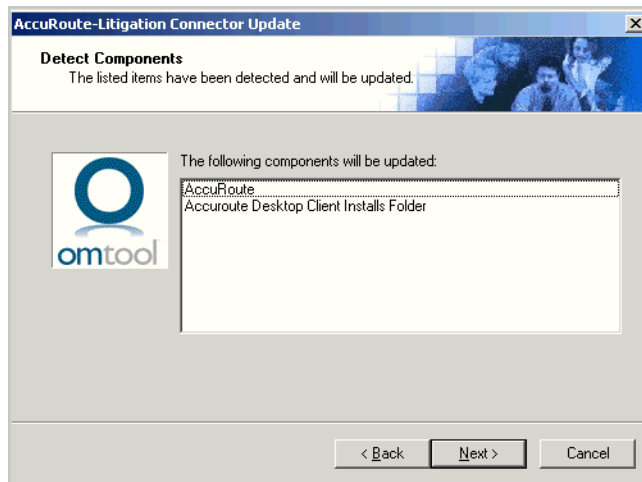 AccuRoute-Litigation Connector Update
Detect Components
The listed items have been detected and will be updated.
The following components will be updated:
AccuRoute
Accuroute Desktop Client Installs Folder
omtool
< Back
Next >
Cancel